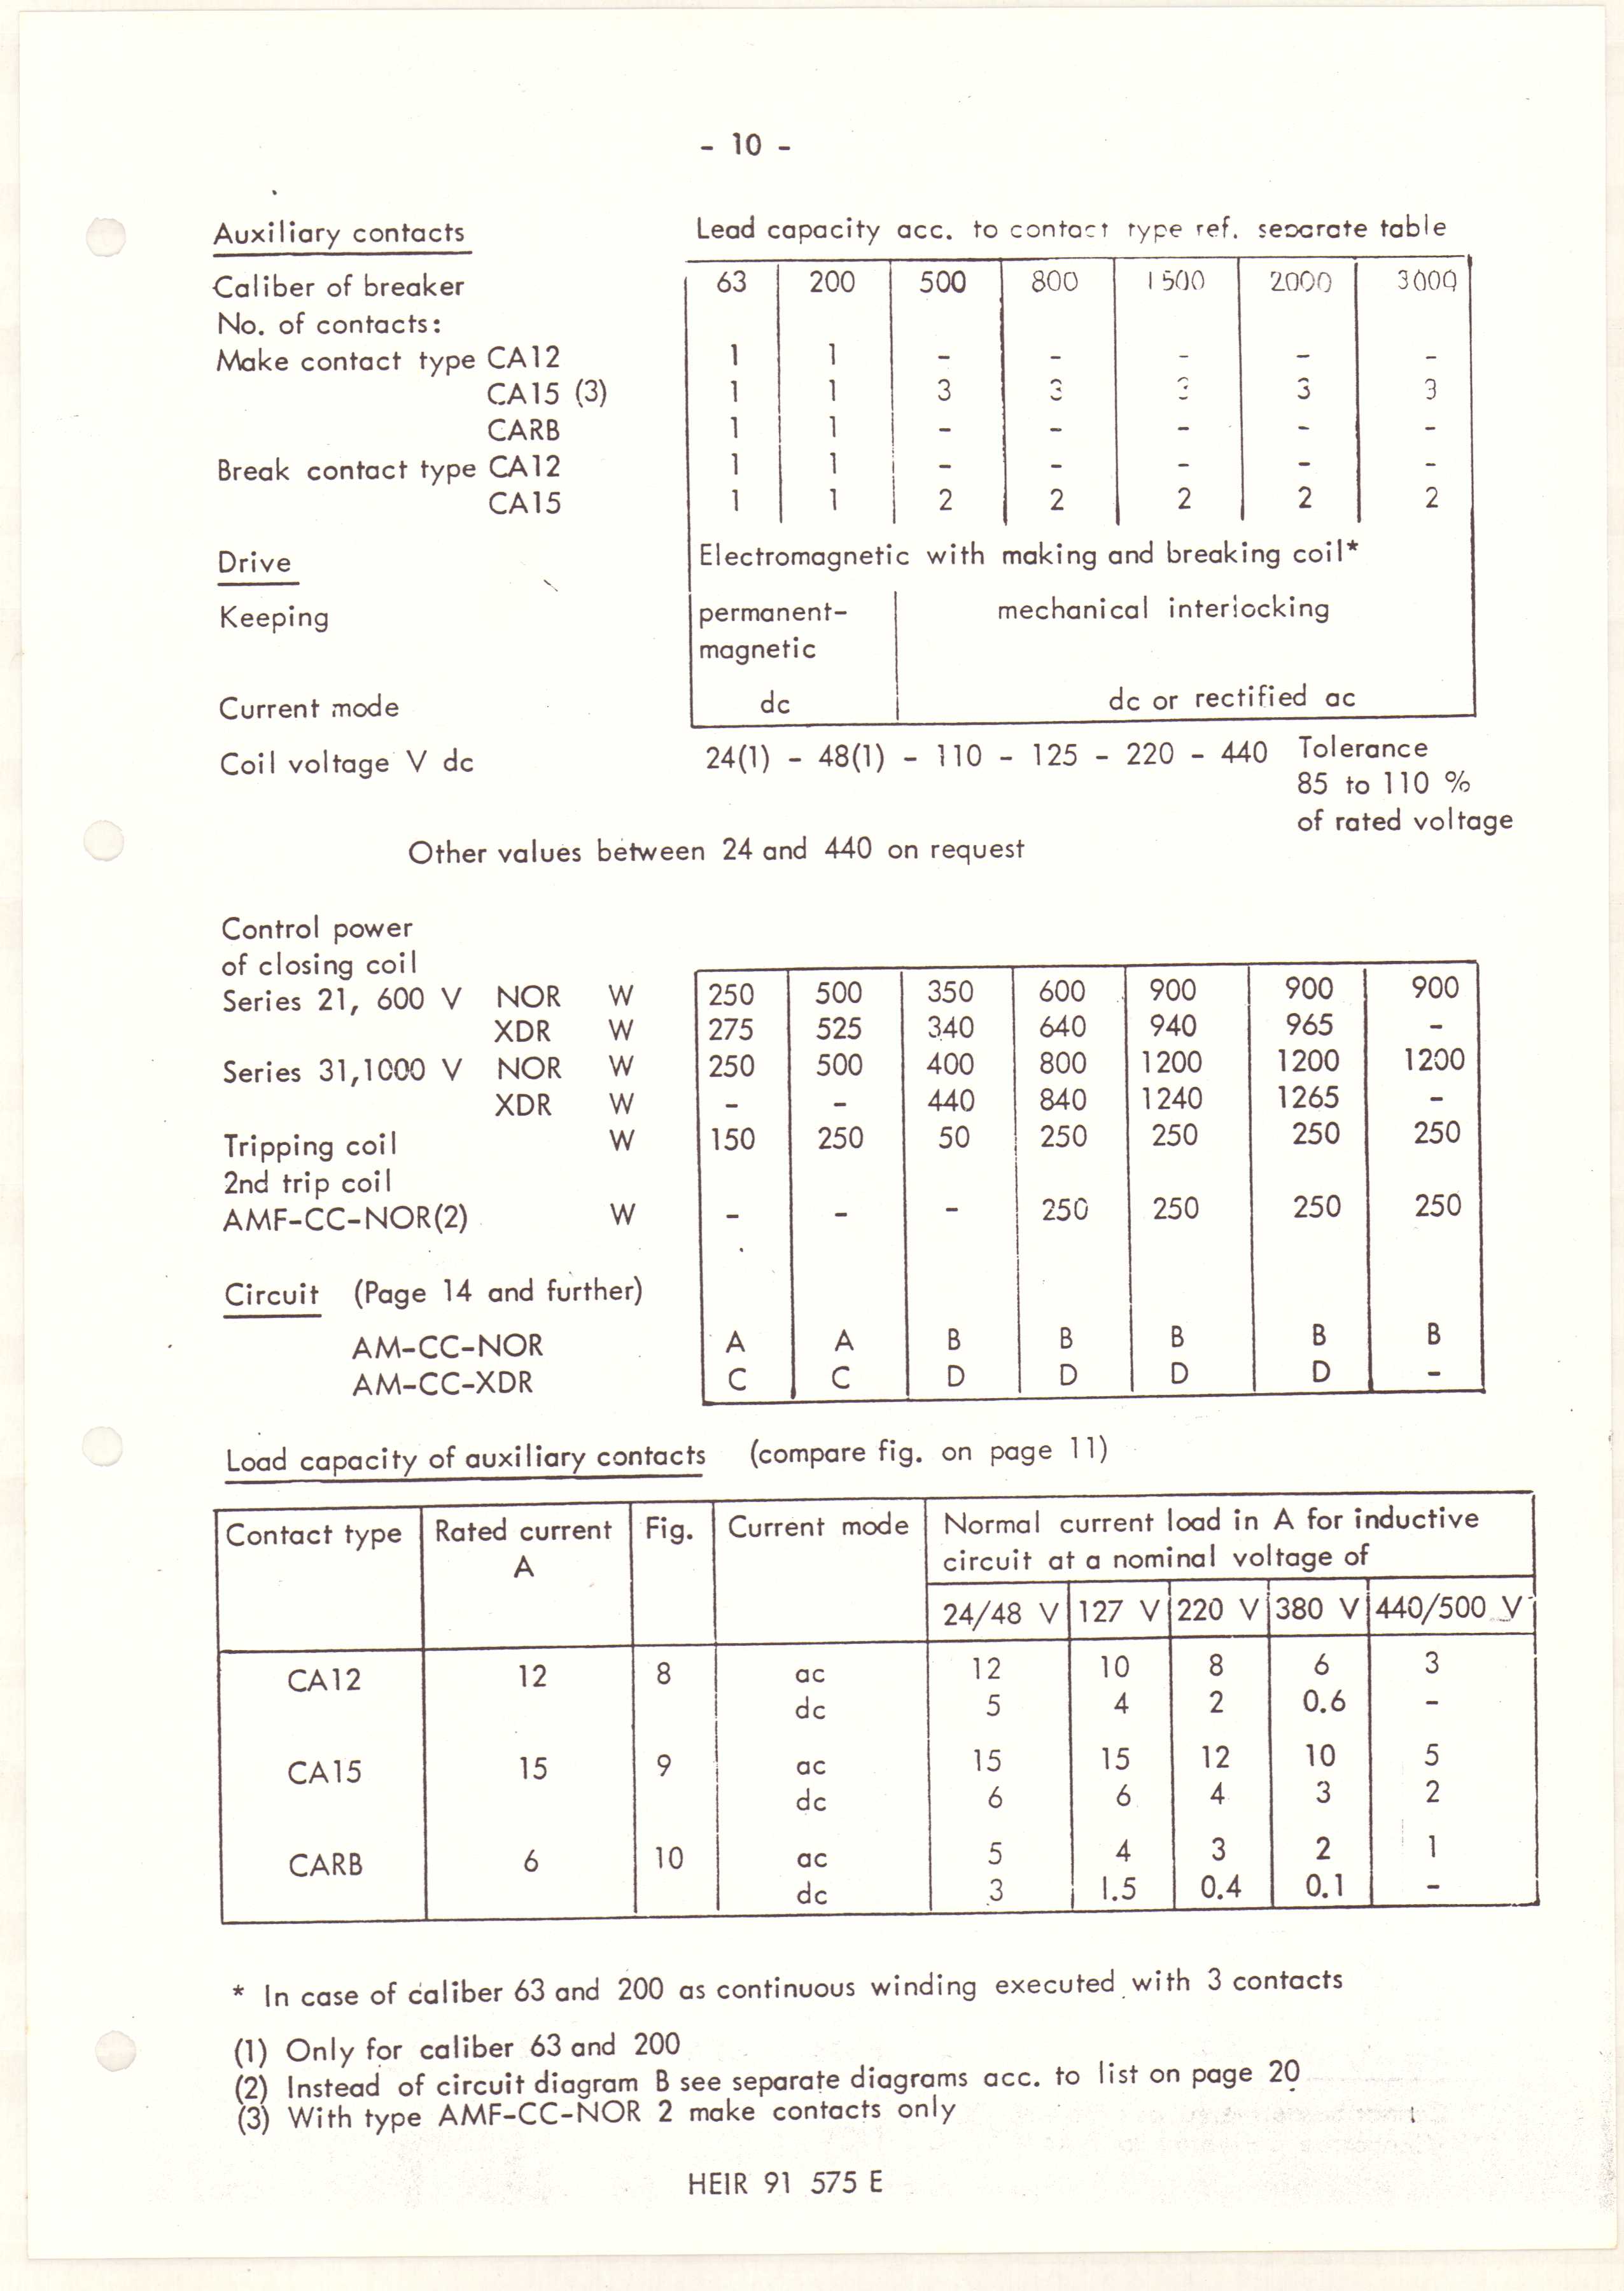 - 10 -
Auxiliary contacts Lead capacity acc. to contact type ref. separate table
Caliber of breaker 63 200 500 800 1500 2000 3000
No. of contacts:
Make contact type CA12 1 1 - - - - -
CA15 (3) 1 1 3 3 3 3 3
CARB 1 1 - - - - -
Break contact type CA12 1 1 - - - - -
CA15 1 1 2 2 2 2 2
Drive Electromagnetic with making and breaking coil*
Keeping permanent- mechanical interlocking
magnetic
Current mode dc dc or rectified ac
Coil voltage V dc 24(1) - 48(1) - 110 - 125 - 220 - 440 Tolerance
85 to 110 %
of rated voltage
Other values between 24 and 440 on request
Control power
of closing coil
Series 21, 600 V NOR W 250 500 350 600 900 900 900
XDR W 275 525 340 640 940 965 -
Series 31,1000 V NOR W 250 500 400 800 1200 1200 1200
XDR W - - 440 840 1240 1265 -
Tripping coil W 150 250 50 250 250 250 250
2nd trip coil
AMF-CC-NOR(2) W - - - 250 250 250 250
Circuit (Page 14 and further)
AM-CC-NOR A A B B B B B
AM-CC-XDR C C D D D D -
Load capacity of auxiliary contacts (compare fig. on page 11)
Contact type Rated current Fig. Current mode Normal current load in A for inductive
A circuit at a nominal voltage of
24/48 V 127 V 220 V 380 V 440/500 V
CA12 12 8 ac 12 10 8 6 3
dc 5 4 2 0.6 -
CA15 15 9 ac 15 15 12 10 5
dc 6 6 4 3 2
CARB 6 10 ac 5 4 3 2 1
dc 3 1.5 0.4 0.1 -
* In case of caliber 63 and 200 as continuous winding executed with 3 contacts
(1) Only for caliber 63 and 200
(2) Instead of circuit diagram B see separate diagrams acc. to list on page 20
(3) With type AMF-CC-NOR 2 make contacts only
HEIR 91 575 E